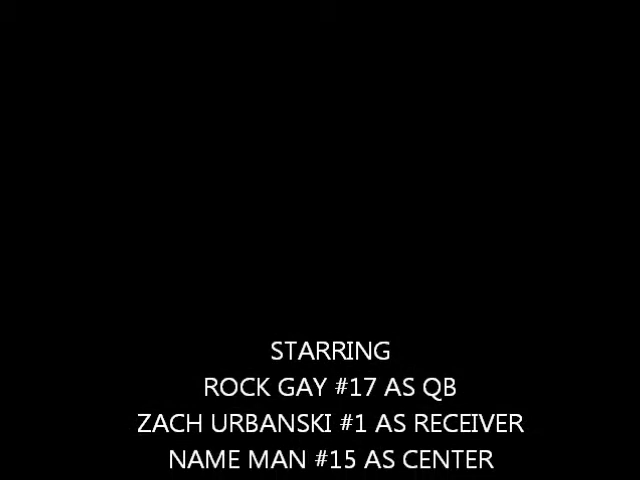 STARRING
ROCK GAY #17 AS QB
ZACH URBANSKI #1 AS RECEIVER
NAME MAN #15 AS CENTER